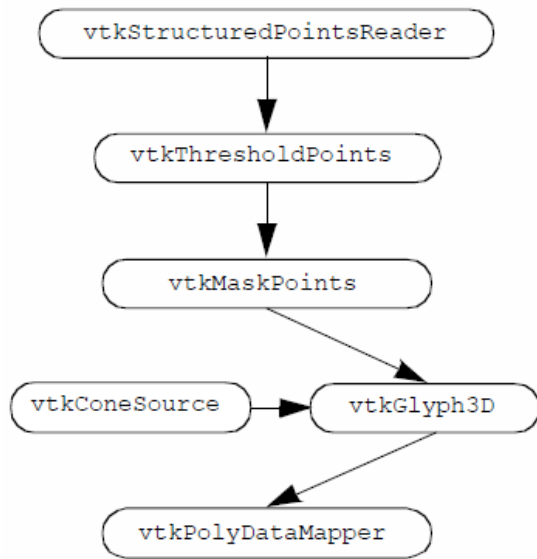 vtkStructuredPointsReader
vtkThresholdPoints
vtkMaskPoints
vtkConeSource
vtkGlyph3D
vtkPolyDataMapper